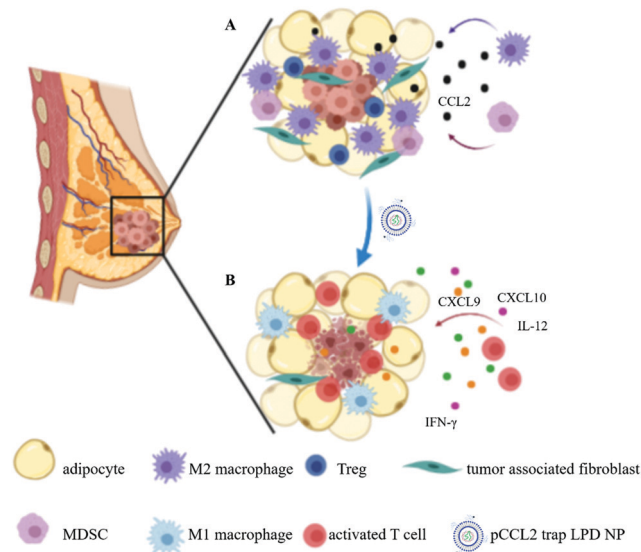 A
CCL2
B
CXCL9
CXCL10
IL-12
IFN-γ
adipocyte
M2 macrophage
Treg
tumor associated fibroblast
MDSC
M1 macrophage
activated T cell
pCCL2 trap LPD NP